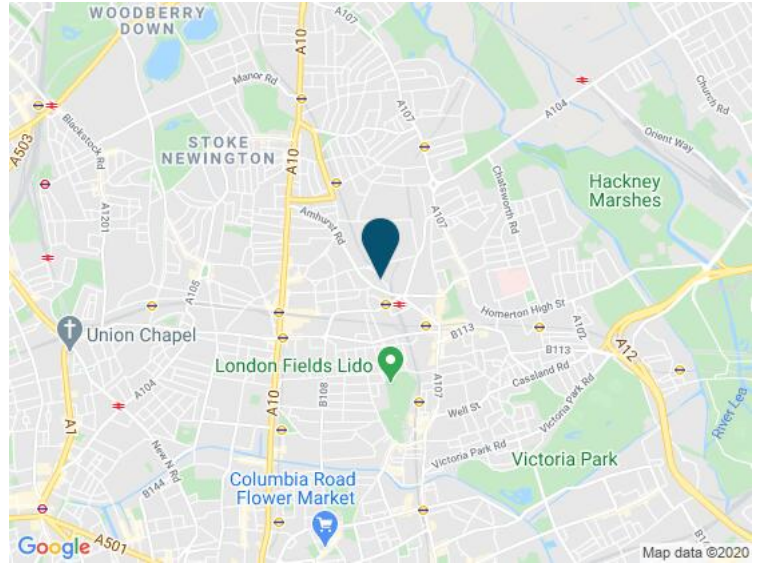 WOODBERRY
DOWN
A107
A10
Manor Rd
A107
A104
Church Rd
A503
Blackstock Rd
STOKE
NEWINGTON
A10
Orient Way
Chatsworth Rd
Hackney
Marshes
A1201
Amhurst Rd
A107
A105
Homerton High St
A102
Union Chapel
B113
B113
A12
London Fields Lido
A107
Cassland Rd
A104
B108
A10
Victoria Park Rd
River Lea
A1
Well St
New N Rd
Victoria Park Rd
Victoria Park
B144
Columbia Road
Flower Market
A501
Google
Map data ©2020